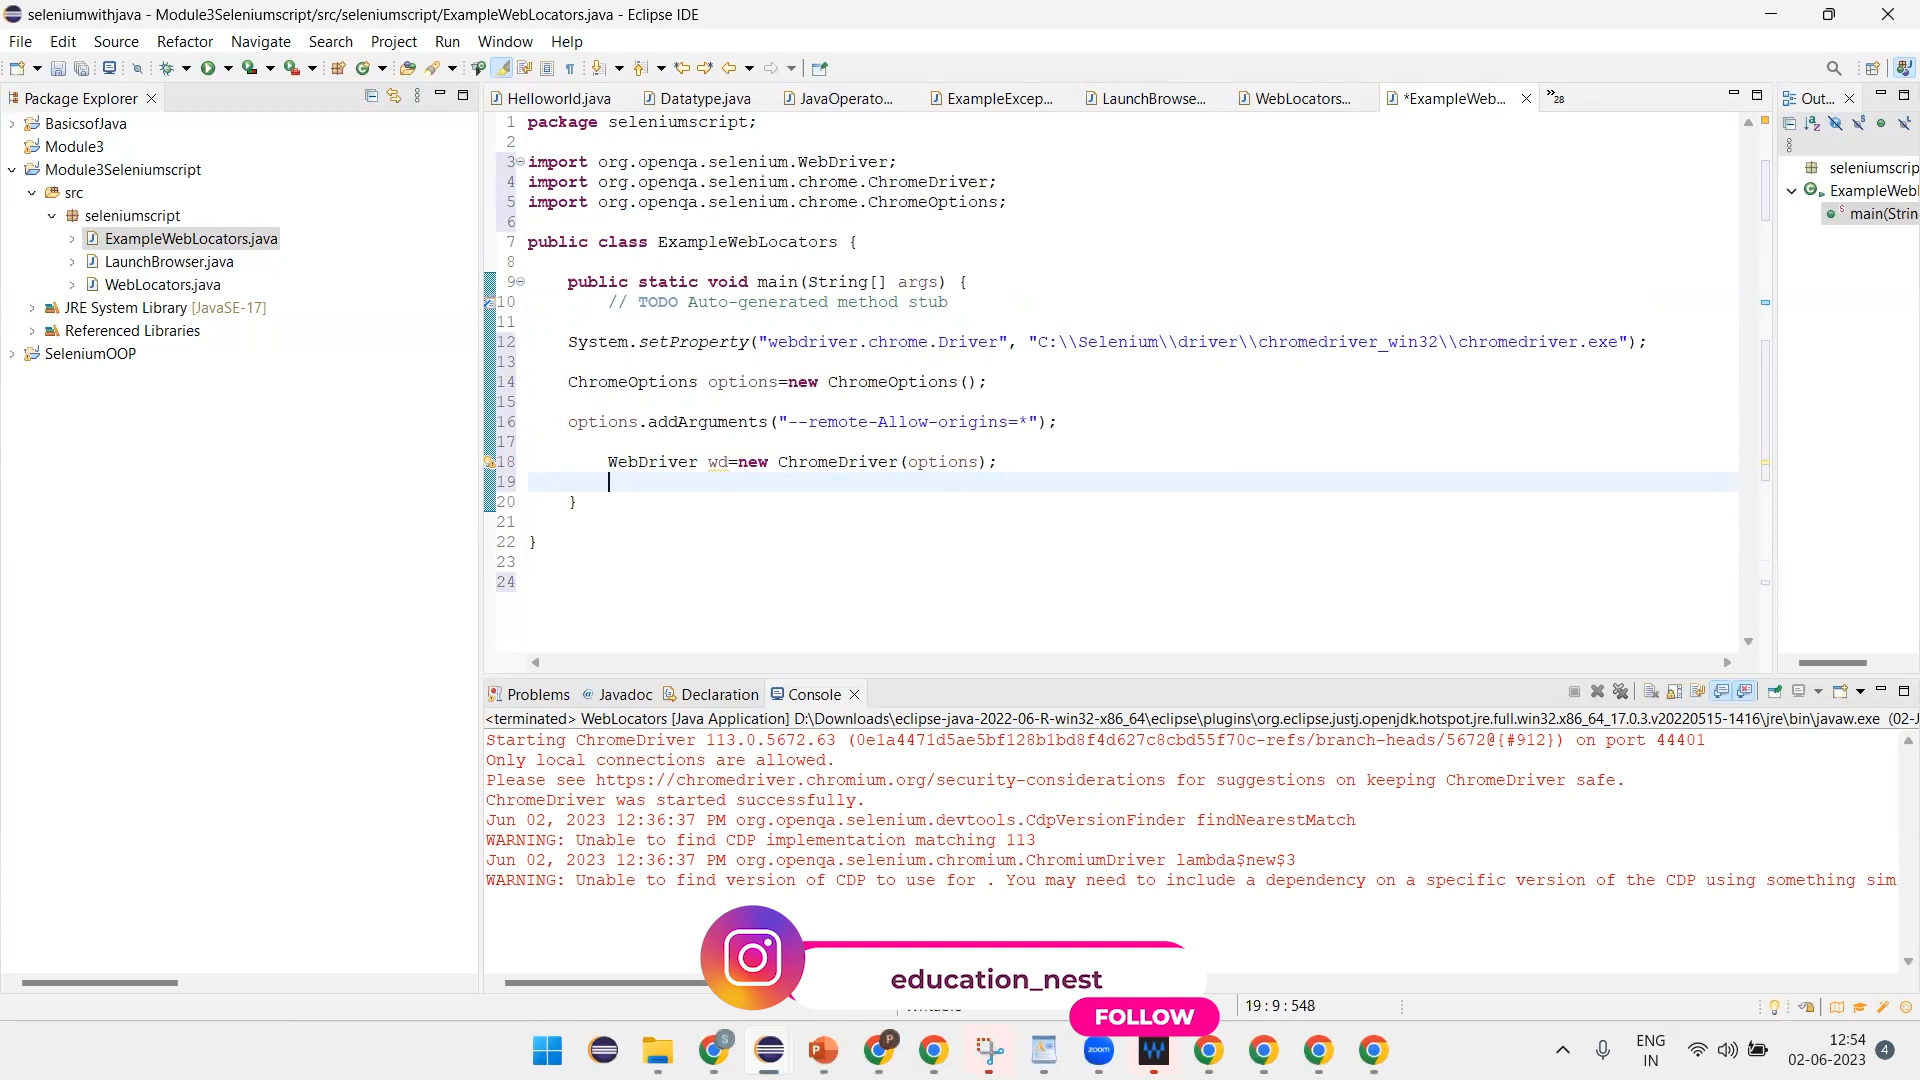 seleniumwithjava - Module3Seleniumscript/src/seleniumscript/ExampleWebLocators.java - Eclipse IDE
File Edit Source Refactor Navigate Search Project Run Window Help
Package Explorer
BasicsofJava
Module3
Module3Seleniumscript
src
seleniumscript
ExampleWebLocators.java
LaunchBrowser.java
WebLocators.java
JRE System Library [JavaSE-17]
Referenced Libraries
SeleniumOOP
Helloworld.java Datatype.java JavaOperato... ExampleExcep... LaunchBrowse... WebLocators... *ExampleWeb... »28
1 package seleniumscript;
2
3 import org.openqa.selenium.WebDriver;
4 import org.openqa.selenium.chrome.ChromeDriver;
5 import org.openqa.selenium.chrome.ChromeOptions;
6
7 public class ExampleWebLocators {
8
9 public static void main(String[] args) {
10 // TODO Auto-generated method stub
11
12 System.setProperty("webdriver.chrome.Driver", "C:\\Selenium\\driver\\chromedriver_win32\\chromedriver.exe");
13
14 ChromeOptions options=new ChromeOptions();
15
16 options.addArguments("--remote-Allow-origins=*");
17
18 WebDriver wd=new ChromeDriver(options);
19
20 }
21
22 }
23
24
Out...
seleniumscrip
ExampleWebl
main(Strin
Problems Javadoc Declaration Console
<terminated> WebLocators [Java Application] D:\Downloads\eclipse-java-2022-06-R-win32-x86_64\eclipse\plugins\org.eclipse.justj.openjdk.hotspot.jre.full.win32.x86_64_17.0.3.v20220515-1416\jre\bin\javaw.exe (02-J
Starting ChromeDriver 113.0.5672.63 (0e1a4471d5ae5bf128b1bd8f4d627c8cbd55f70c-refs/branch-heads/5672@{#912}) on port 44401
Only local connections are allowed.
Please see https://chromedriver.chromium.org/security-considerations for suggestions on keeping ChromeDriver safe.
ChromeDriver was started successfully.
Jun 02, 2023 12:36:37 PM org.openqa.selenium.devtools.CdpVersionFinder findNearestMatch
WARNING: Unable to find CDP implementation matching 113
Jun 02, 2023 12:36:37 PM org.openqa.selenium.chromium.ChromiumDriver lambda$new$3
WARNING: Unable to find version of CDP to use for . You may need to include a dependency on a specific version of the CDP using something sim
education_nest
FOLLOW
19 : 9 : 548
S
P
P
zoom
ENG
IN
12:54
02-06-2023
4